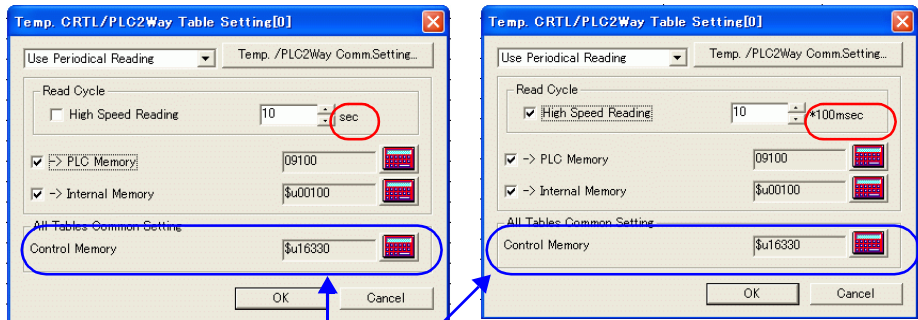 Temp. CRTL/PLC2Way Table Setting[0]
Use Periodical Reading
Temp. /PLC2Way Comm.Setting...
Read Cycle
High Speed Reading
10
sec
-> PLC Memory
09100
-> Internal Memory
$u00100
All Tables Common Setting
Control Memory
$u16330
OK
Cancel
Temp. CRTL/PLC2Way Table Setting[0]
Use Periodical Reading
Temp. /PLC2Way Comm.Setting...
Read Cycle
High Speed Reading
10
*100msec
-> PLC Memory
09100
-> Internal Memory
$u00100
All Tables Common Setting
Control Memory
$u16330
OK
Cancel